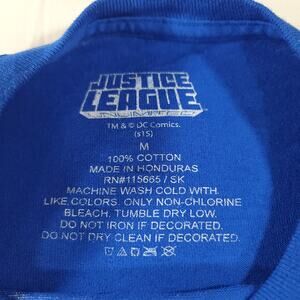 JUSTICE
LEAGUE
UNLIMITED
TM & © DC Comics.
(s15)
M
100% COTTON
MADE IN HONDURAS
RN#115665 / SK
MACHINE WASH COLD WITH.
LIKE COLORS. ONLY NON-CHLORINE
BLEACH. TUMBLE DRY LOW.
DO NOT IRON IF DECORATED.
DO NOT DRY CLEAN IF DECORATED.